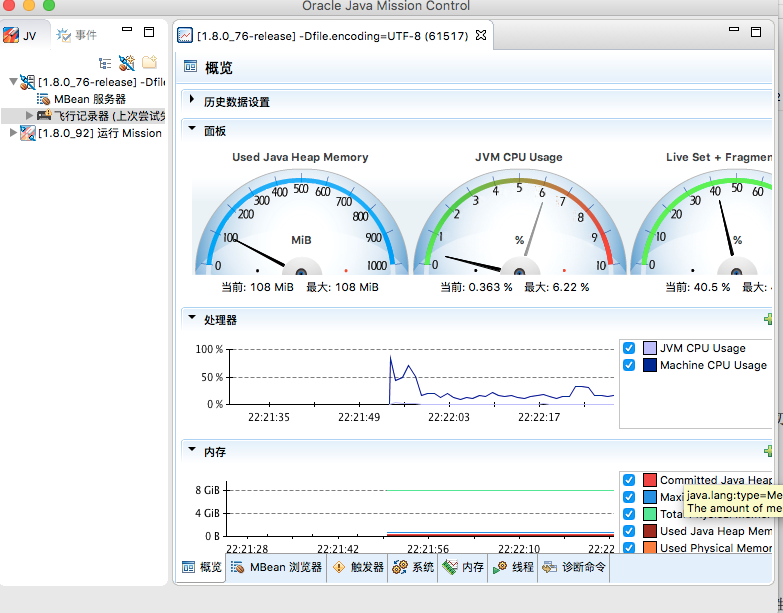 Oracle Java Mission Control
JV
事件
[1.8.0_76-release] -Dfile
MBean 服务器
飞行记录器 (上次尝试失
[1.8.0_92] 运行 Mission
[1.8.0_76-release] -Dfile.encoding=UTF-8 (61517)
概览
历史数据设置
面板
Used Java Heap Memory
JVM CPU Usage
Live Set + Fragmen
0 100 200 300 400 500 600 700 800 900 1000
MiB
0 1 2 3 4 5 6 7 8 9 10
%
0 10 20 30 40 50 60
%
当前: 108 MiB 最大: 108 MiB
当前: 0.363 % 最大: 6.22 %
当前: 40.5 % 最大:
处理器
100 %
50 %
0 %
22:21:35 22:21:49 22:22:03 22:22:17
JVM CPU Usage
Machine CPU Usage
内存
8 GiB
4 GiB
0 B
22:21:28 22:21:42 22:21:56 22:22:10 22:22
Committed Java Heap
Maxi
Tota
Used Java Heap Mem
Used Physical Memor
java.lang:type=Me
The amount of me
概览
MBean 浏览器
触发器
系统
内存
线程
诊断命令